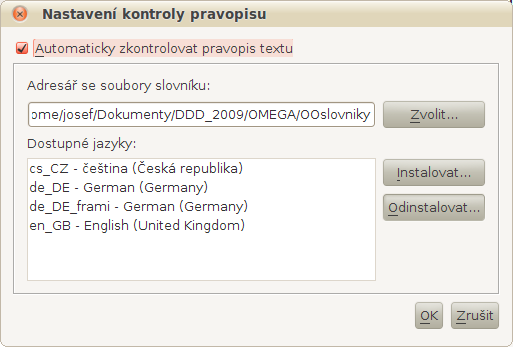 Nastavení kontroly pravopisu
Automaticky zkontrolovat pravopis textu
Adresář se soubory slovníku:
ome/josef/Dokumenty/DDD_2009/OMEGA/OOslovniky
Zvolit...
Dostupné jazyky:
cs_CZ - čeština (Česká republika)
de_DE - German (Germany)
de_DE_frami - German (Germany)
en_GB - English (United Kingdom)
Instalovat...
Odinstalovat...
OK
Zrušit